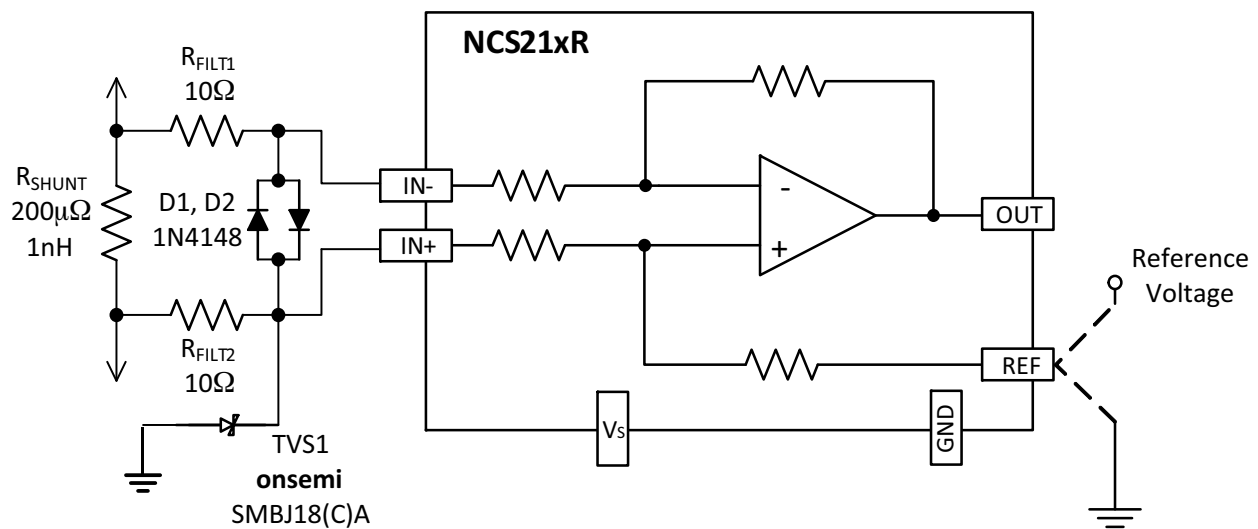 NCS21xR
RFILT1
10Ω
RSHUNT
200μΩ
1nH
D1, D2
1N4148
IN-
IN+
-
+
OUT
Reference
Voltage
REF
RFILT2
10Ω
VS
GND
TVS1
onsemi
SMBJ18(C)A